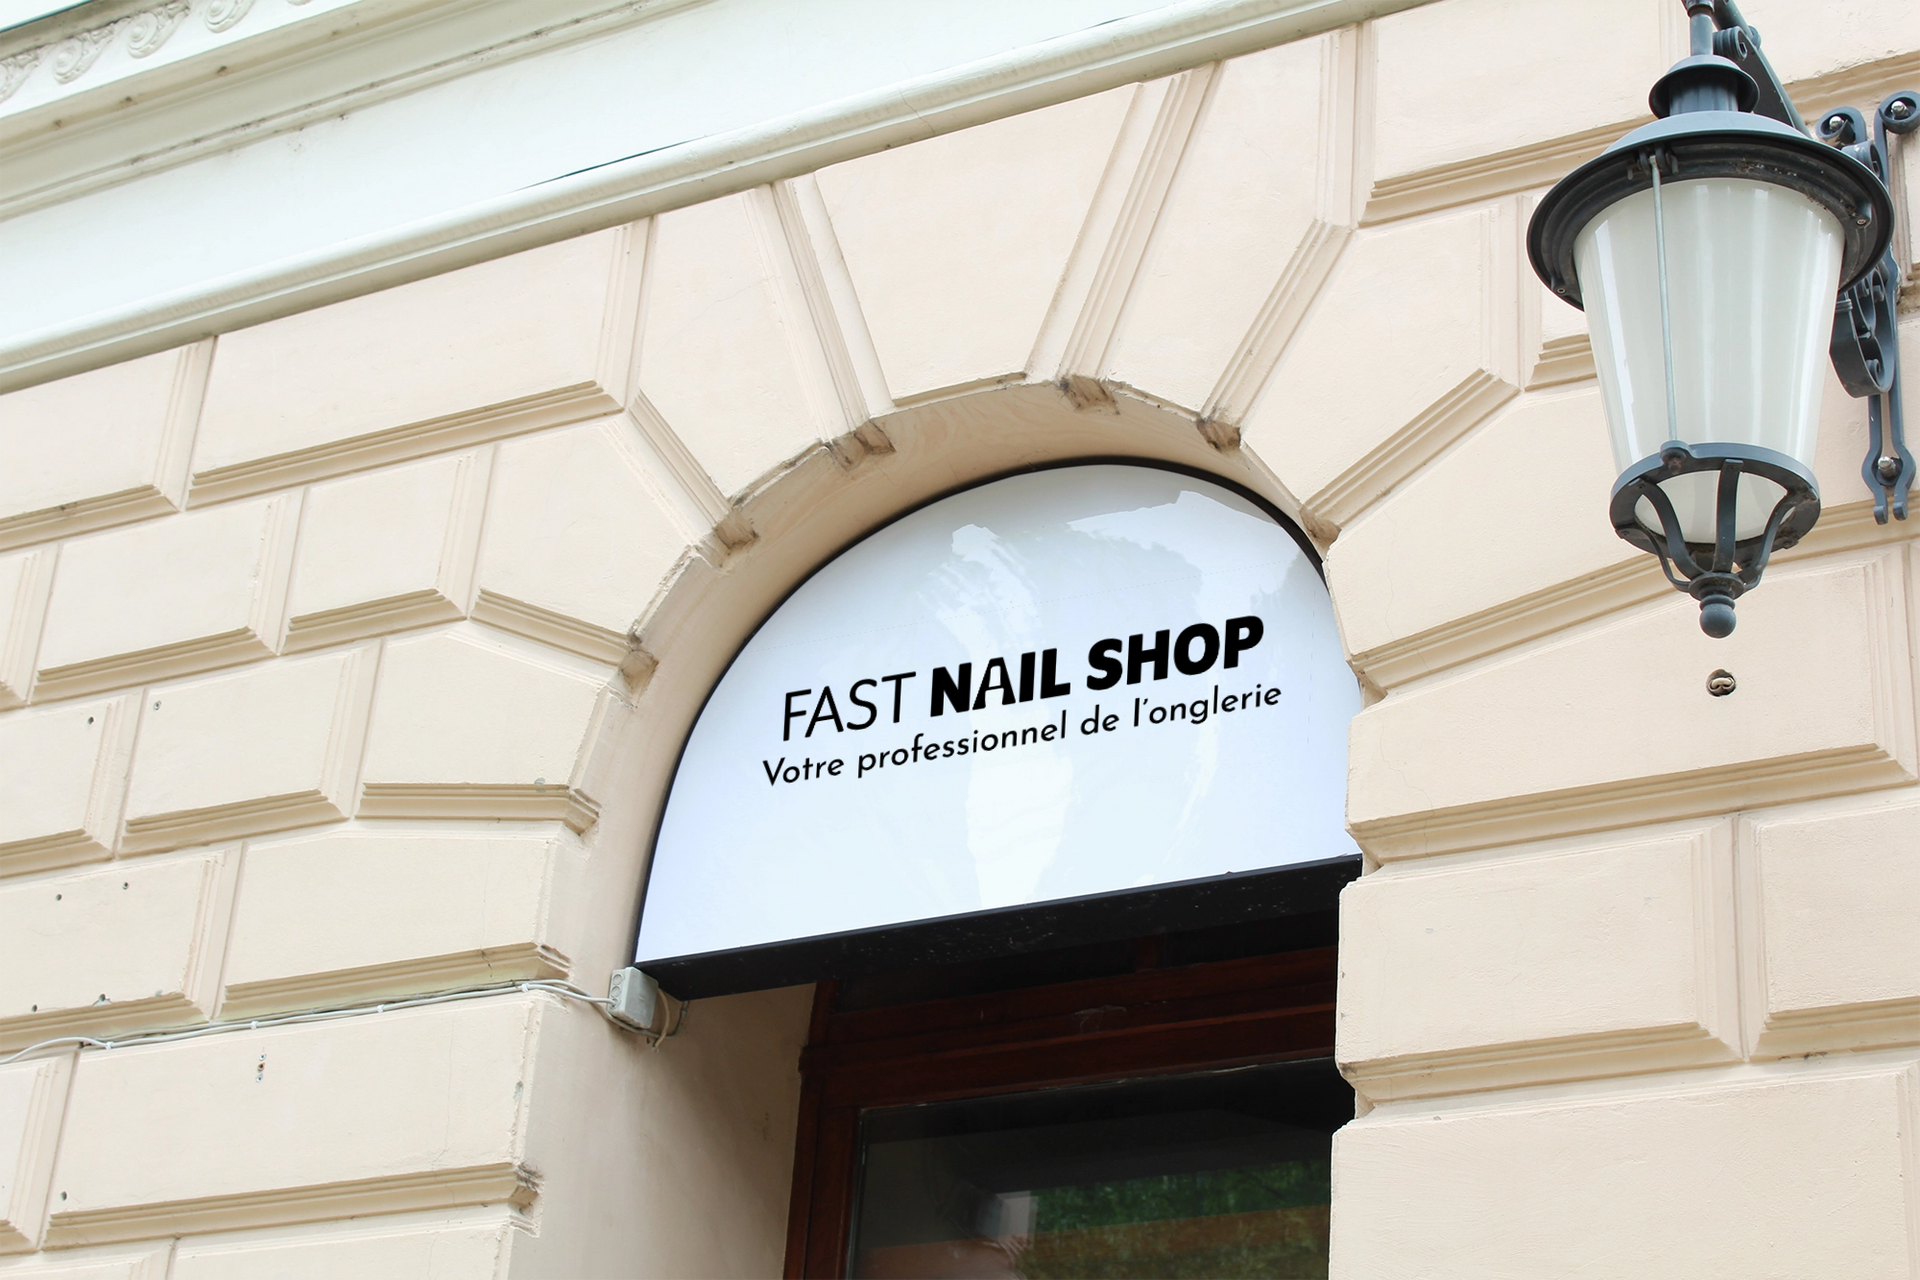 FAST NAIL SHOP
Votre professionnel de l'onglerie